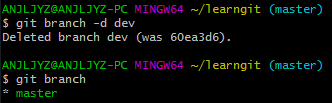 ANJLJYZ@ANJLJYZ-PC MINGW64 ~/learngit (master)
$ git branch -d dev
Deleted branch dev (was 60ea3d6).
ANJLJYZ@ANJLJYZ-PC MINGW64 ~/learngit (master)
$ git branch
* master